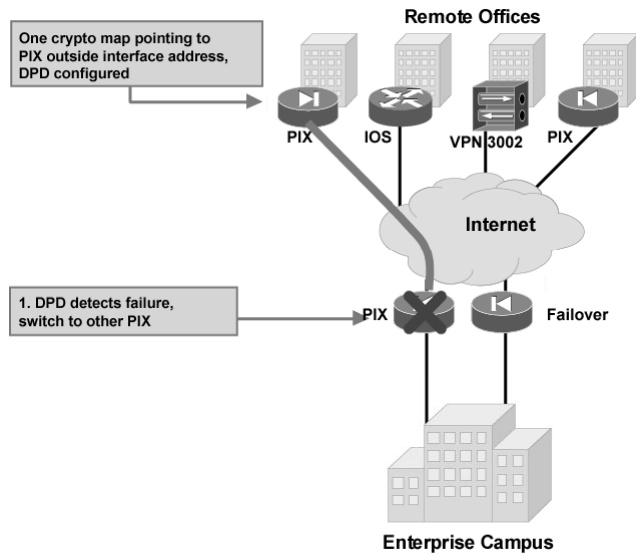 Remote Offices
One crypto map pointing to
PIX outside interface address,
DPD configured
PIX
IOS
VPN 3002
PIX
Internet
1. DPD detects failure,
switch to other PIX
PIX
Failover
Enterprise Campus